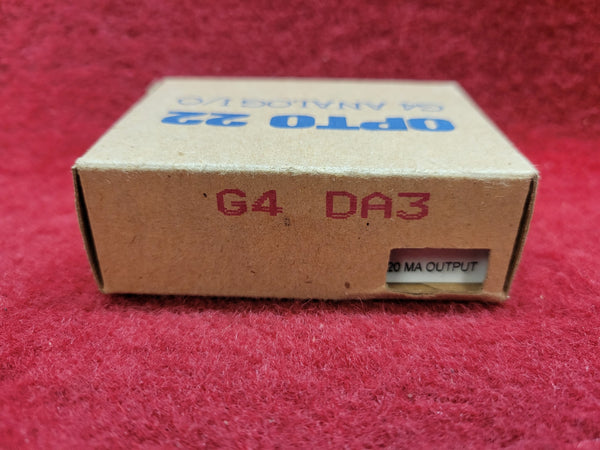 OPTO 22
G4 ANALOG I/O
G4 DA3
20 MA OUTPUT